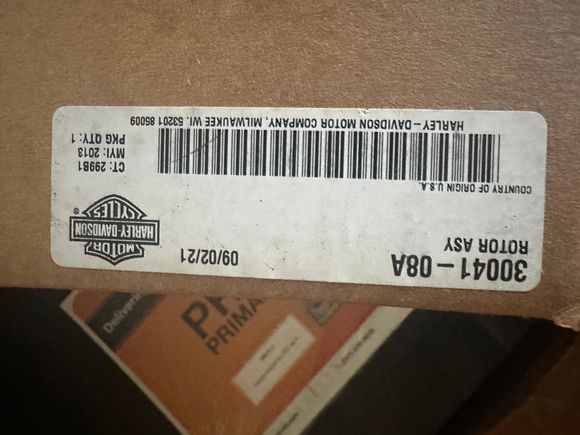 30041-08A
09/02/21
ROTOR ASY
MOTOR
HARLEY-DAVIDSON
CYCLES
®
COUNTRY OF ORIGIN U.S.A.
CT: 299B1
MYI: 2013
PKG QTY: 1
HARLEY-DAVIDSON MOTOR COMPANY, MILWAUKEE WI. 53201 85009
PRIMA